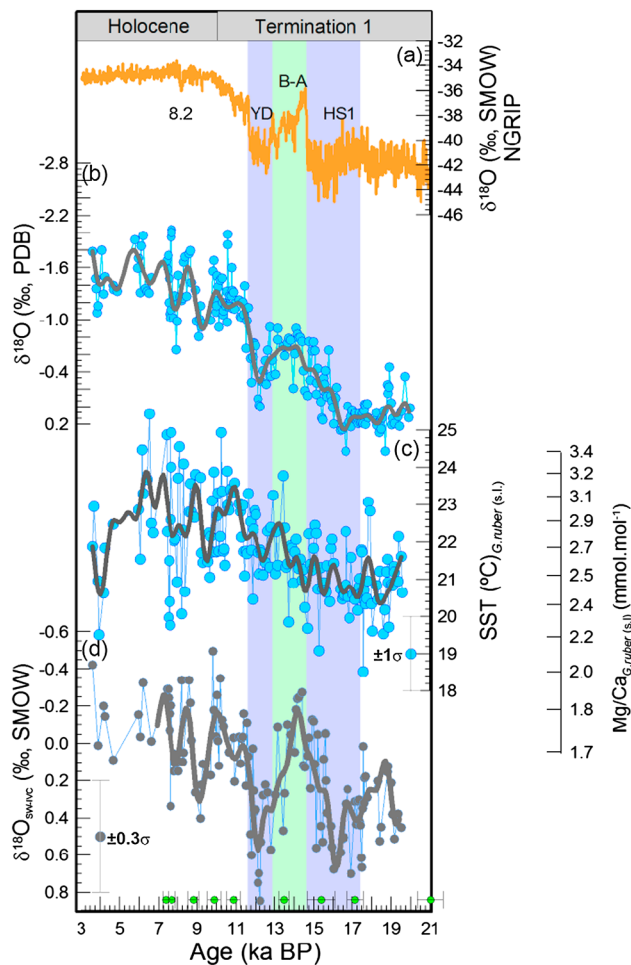 Holocene Termination 1
(a)
-32
-34
-36
-38
-40
-42
-44
-46
δ¹⁸O (‰, SMOW)
NGRIP
B-A
8.2 YD HS1
(b)
-2.8
-2.2
-1.6
-1.0
-0.4
0.2
δ¹⁸O (‰, PDB)
(c)
25
24
23
22
21
20
19
18
SST (ºC)G.ruber (s.l.)
±1σ
3.4
3.2
3.1
2.9
2.7
2.5
2.4
2.2
2.0
1.8
1.7
Mg/CaG.ruber (s.l) (mmol.mol⁻¹)
(d)
-0.6
-0.4
-0.2
0.0
0.2
0.4
0.6
0.8
δ¹⁸Osw-ivc (‰, SMOW)
±0.3σ
3 5 7 9 11 13 15 17 19 21
Age (ka BP)